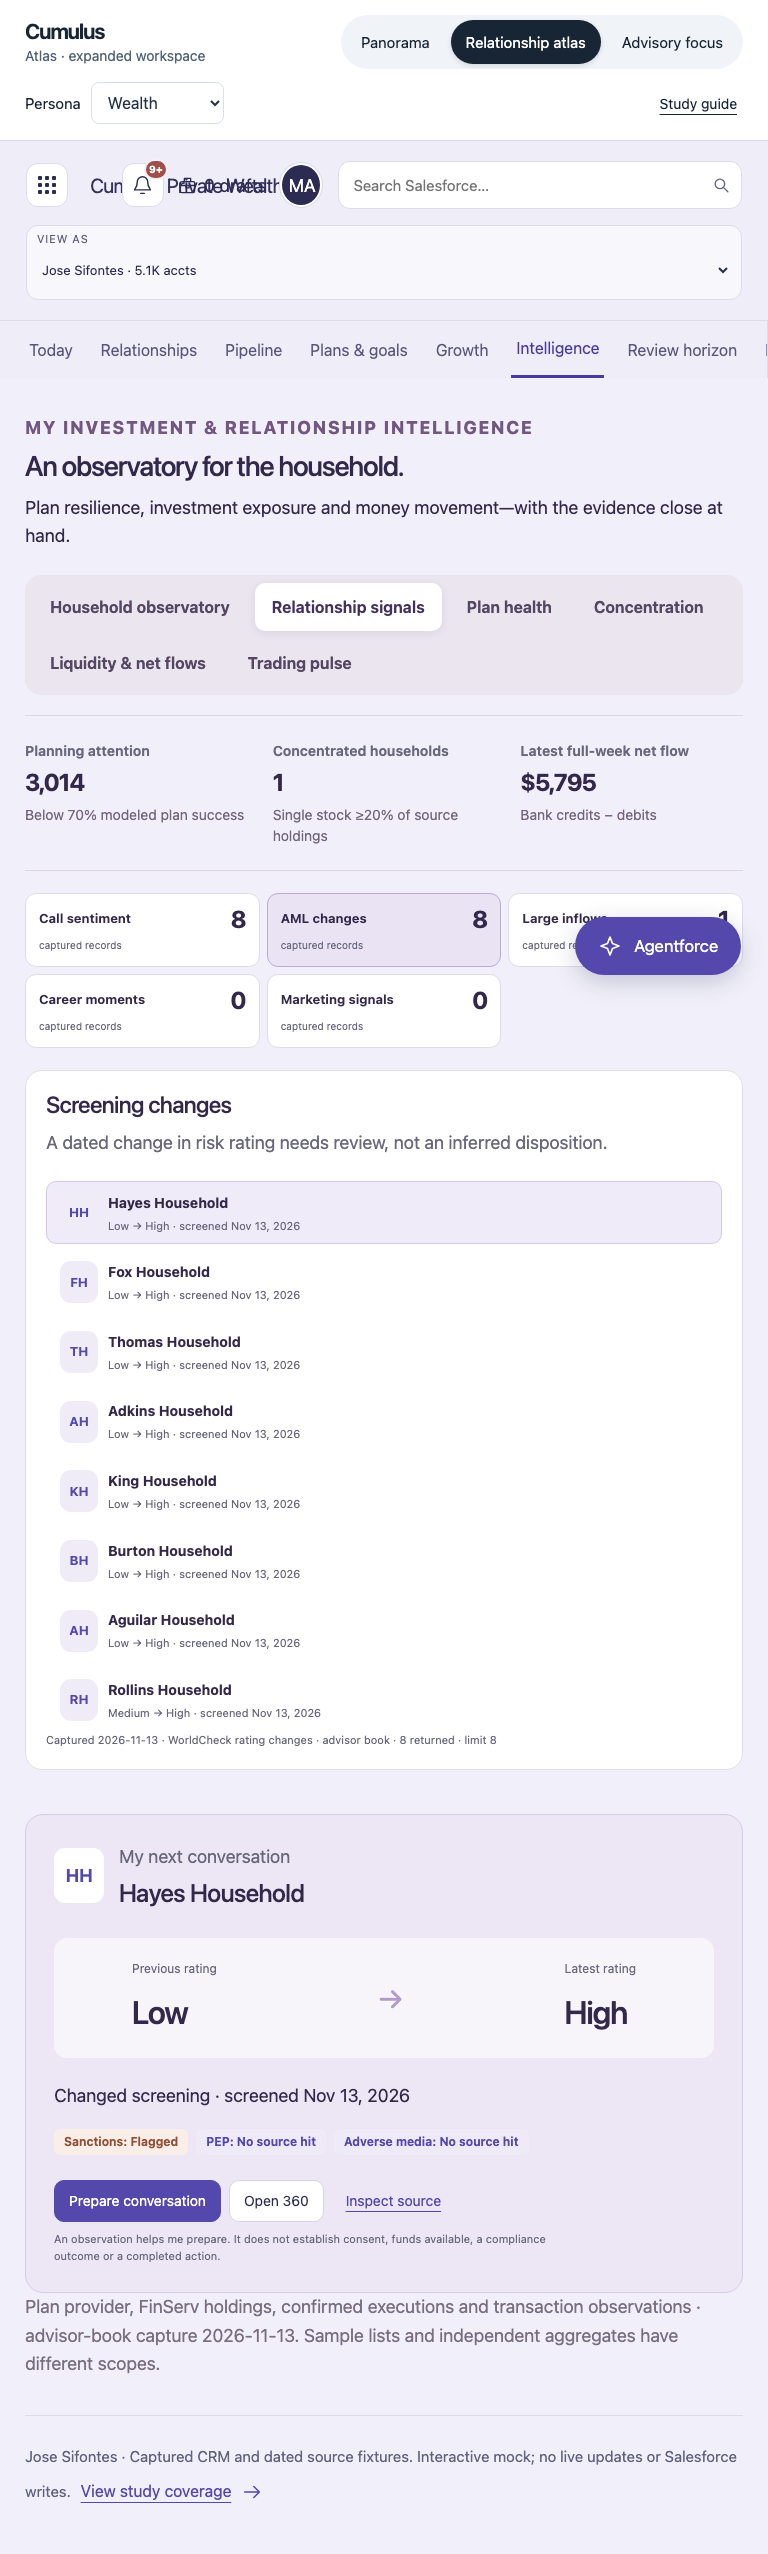 Cumulus
Atlas · expanded workspace
Panorama
Relationship atlas
Advisory focus
Persona
Wealth
Study guide
9+
Private Wealth
MA
Search Salesforce...
VIEW AS
Jose Sifontes · 5.1K accts
Today
Relationships
Pipeline
Plans & goals
Growth
Intelligence
Review horizon
MY INVESTMENT & RELATIONSHIP INTELLIGENCE
An observatory for the household.
Plan resilience, investment exposure and money movement—with the evidence close at
hand.
Household observatory
Relationship signals
Plan health
Concentration
Liquidity & net flows
Trading pulse
Planning attention
3,014
Below 70% modeled plan success
Concentrated households
1
Single stock ≥20% of source
holdings
Latest full-week net flow
$5,795
Bank credits – debits
Call sentiment
8
captured records
AML changes
8
captured records
Large inflows
1
captured
Agentforce
Career moments
0
captured records
Marketing signals
0
captured records
Screening changes
A dated change in risk rating needs review, not an inferred disposition.
HH
Hayes Household
Low → High · screened Nov 13, 2026
FH
Fox Household
Low → High · screened Nov 13, 2026
TH
Thomas Household
Low → High · screened Nov 13, 2026
AH
Adkins Household
Low → High · screened Nov 13, 2026
KH
King Household
Low → High · screened Nov 13, 2026
BH
Burton Household
Low → High · screened Nov 13, 2026
AH
Aguilar Household
Low → High · screened Nov 13, 2026
RH
Rollins Household
Medium → High · screened Nov 13, 2026
Captured 2026-11-13 · WorldCheck rating changes · advisor book · 8 returned · limit 8
HH
My next conversation
Hayes Household
Previous rating
Low
→
Latest rating
High
Changed screening · screened Nov 13, 2026
Sanctions: Flagged
PEP: No source hit
Adverse media: No source hit
Prepare conversation
Open 360
Inspect source
An observation helps me prepare. It does not establish consent, funds available, a compliance
outcome or a completed action.
Plan provider, FinServ holdings, confirmed executions and transaction observations ·
advisor-book capture 2026-11-13. Sample lists and independent aggregates have
different scopes.
Jose Sifontes · Captured CRM and dated source fixtures. Interactive mock; no live updates or Salesforce
writes. View study coverage →